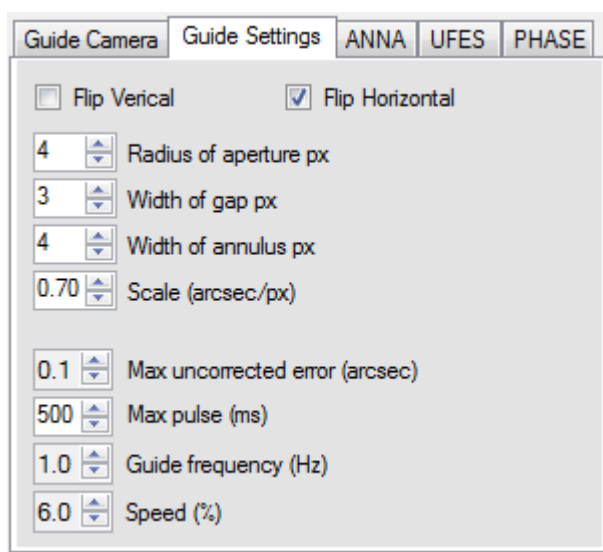 Guide Camera Guide Settings ANNA UFES PHASE
Flip Verical Flip Horizontal
4 Radius of aperture px
3 Width of gap px
4 Width of annulus px
0.70 Scale (arcsec/px)
0.1 Max uncorrected error (arcsec)
500 Max pulse (ms)
1.0 Guide frequency (Hz)
6.0 Speed (%)